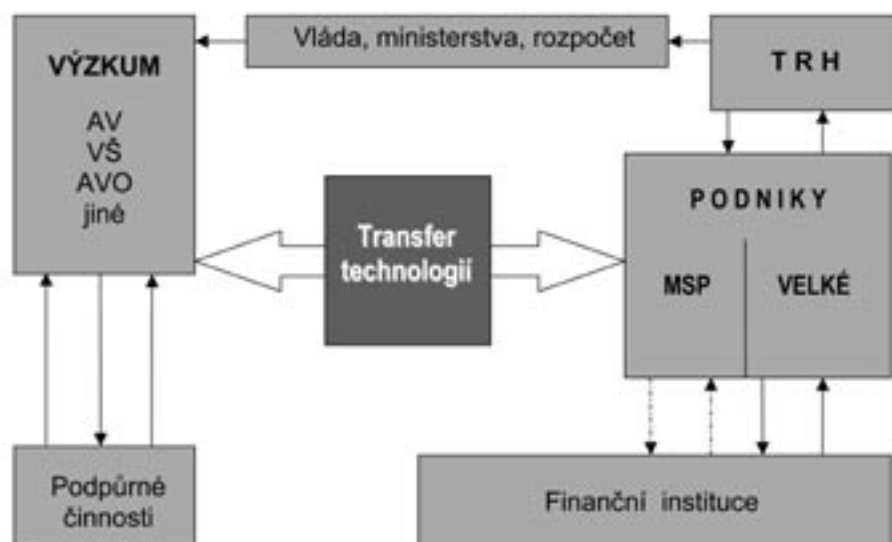 VÝZKUM
AV
VŠ
AVO
jiné
Vláda, ministerstva, rozpočet
T R H
Transfer
technologií
P O D N I K Y
MSP
VELKÉ
Podpůrné
činnosti
Finanční instituce